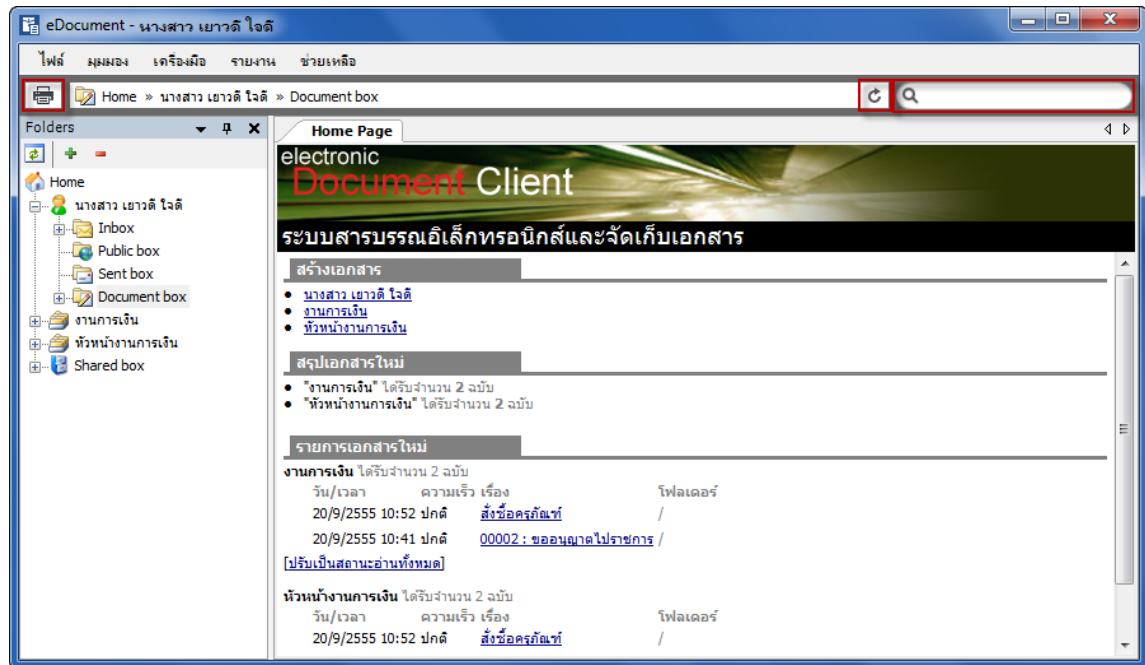 eDocument - นางสาว เยาวดี ใจดี
ไฟล์ มุมมอง เครื่องมือ รายงาน ช่วยเหลือ
Home » นางสาว เยาวดี ใจดี » Document box
Folders
Home
นางสาว เยาวดี ใจดี
Inbox
Public box
Sent box
Document box
งานการเงิน
หัวหน้างานการเงิน
Shared box
Home Page
electronic
Document Client
ระบบสารบรรณอิเล็กทรอนิกส์และจัดเก็บเอกสาร
สร้างเอกสาร
นางสาว เยาวดี ใจดี
งานการเงิน
หัวหน้างานการเงิน
สรุปเอกสารใหม่
"งานการเงิน" ได้รับจำนวน 2 ฉบับ
"หัวหน้างานการเงิน" ได้รับจำนวน 2 ฉบับ
รายการเอกสารใหม่
งานการเงิน ได้รับจำนวน 2 ฉบับ
วัน/เวลา ความเร็ว เรื่อง โฟลเดอร์
20/9/2555 10:52 ปกติ สั่งซื้อครุภัณฑ์ /
20/9/2555 10:41 ปกติ 00002 : ขออนุญาตไปราชการ /
[ปรับเป็นสถานะอ่านทั้งหมด]
หัวหน้างานการเงิน ได้รับจำนวน 2 ฉบับ
วัน/เวลา ความเร็ว เรื่อง โฟลเดอร์
20/9/2555 10:52 ปกติ สั่งซื้อครุภัณฑ์ /